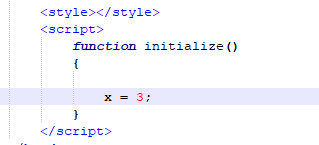 <style></style>
<script>
function initialize()
{
x = 3;
}
</script>